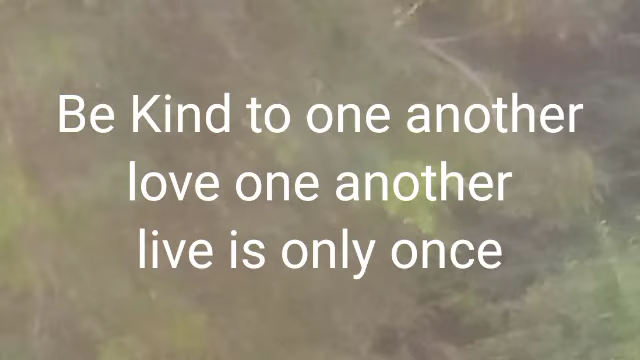 Be Kind to one another
love one another
live is only once